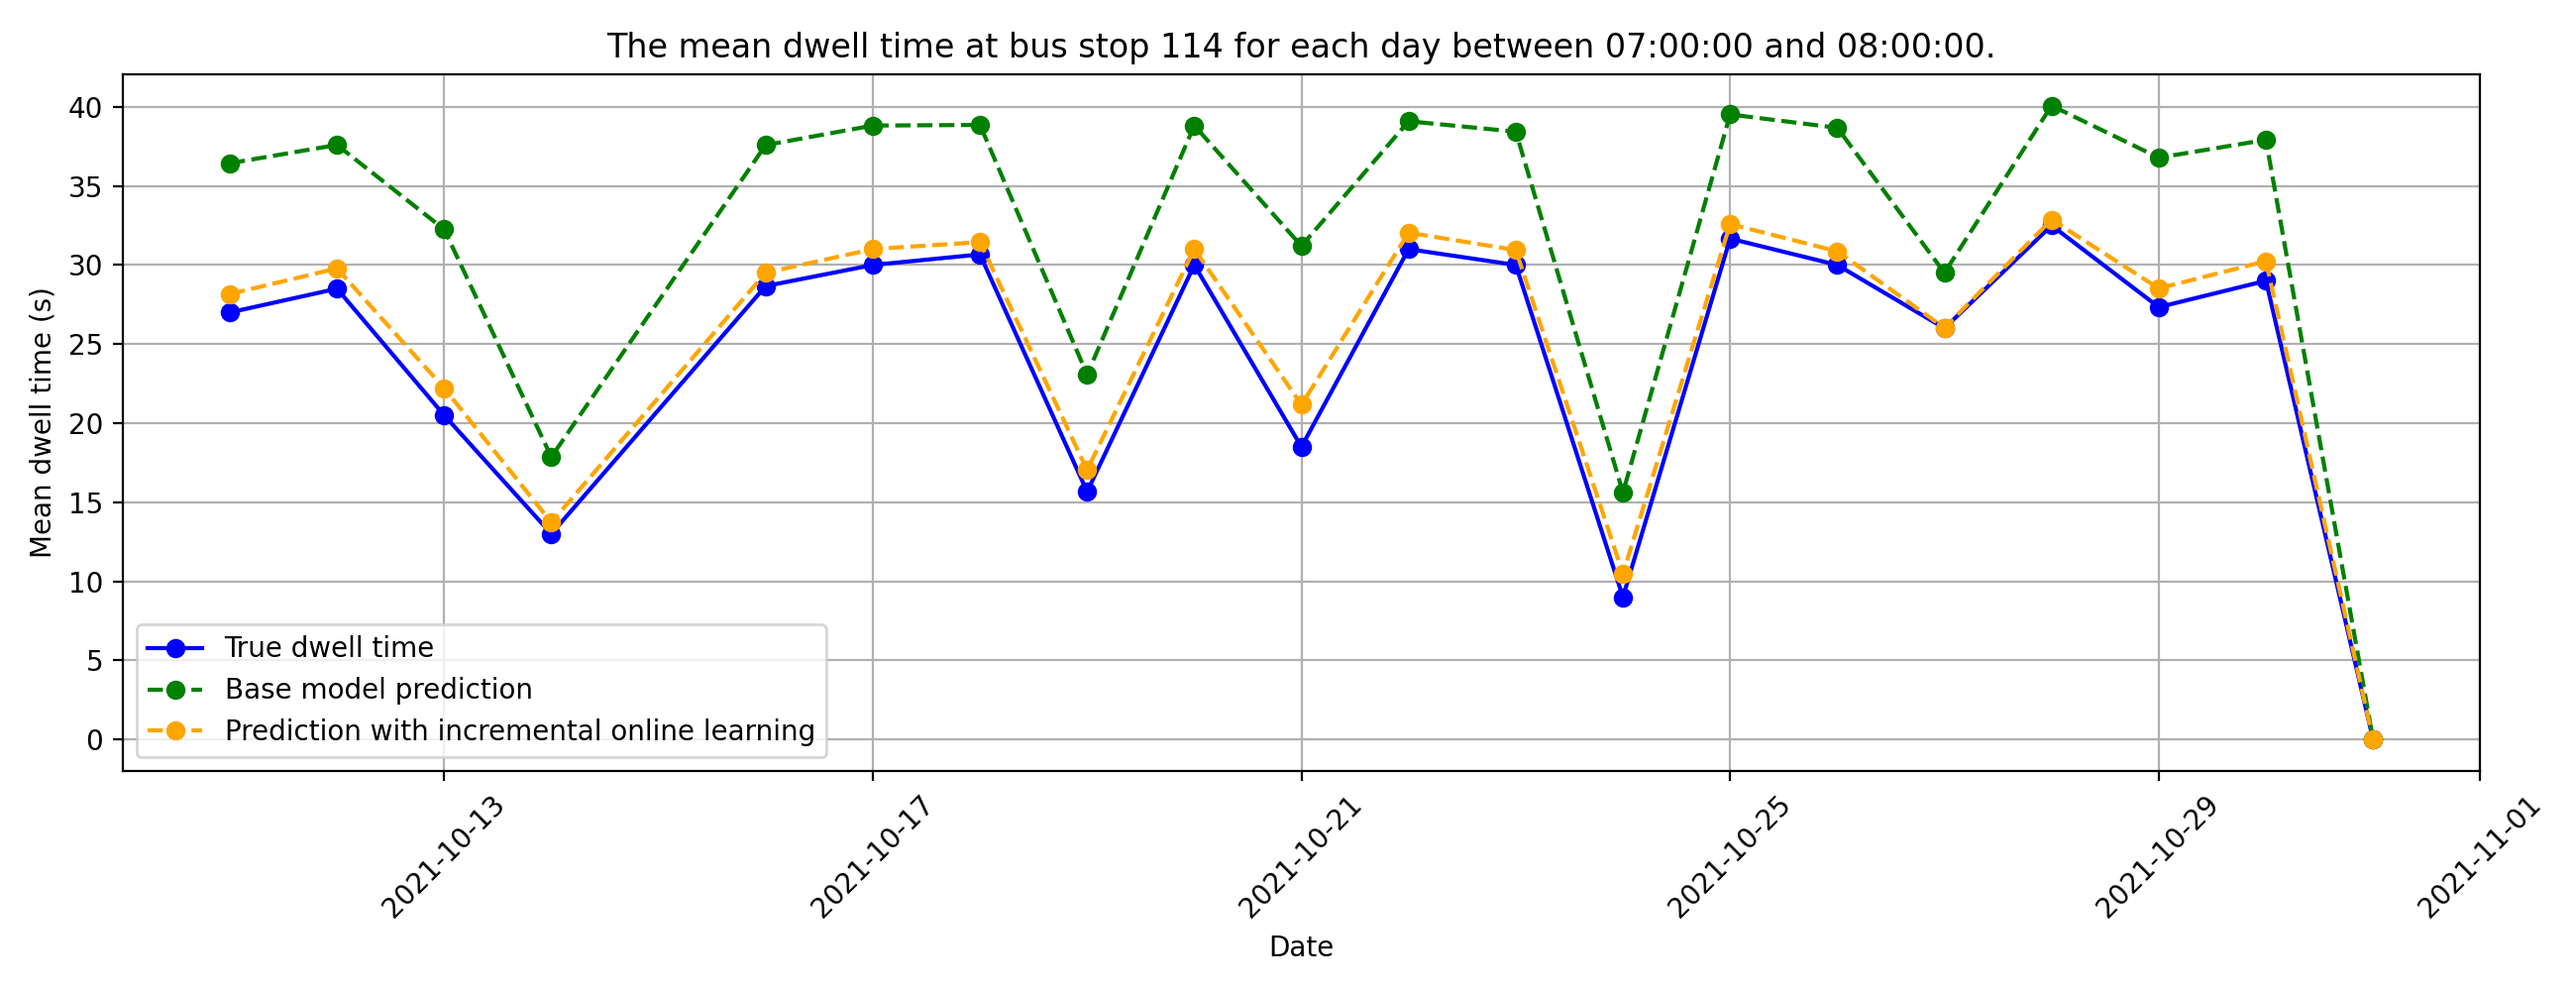 The mean dwell time at bus stop 114 for each day between 07:00:00 and 08:00:00.
Mean dwell time (s)
40
35
30
25
20
15
10
5
0
True dwell time
Base model prediction
Prediction with incremental online learning
2021-10-13
2021-10-17
2021-10-21
2021-10-25
2021-10-29
2021-11-01
Date